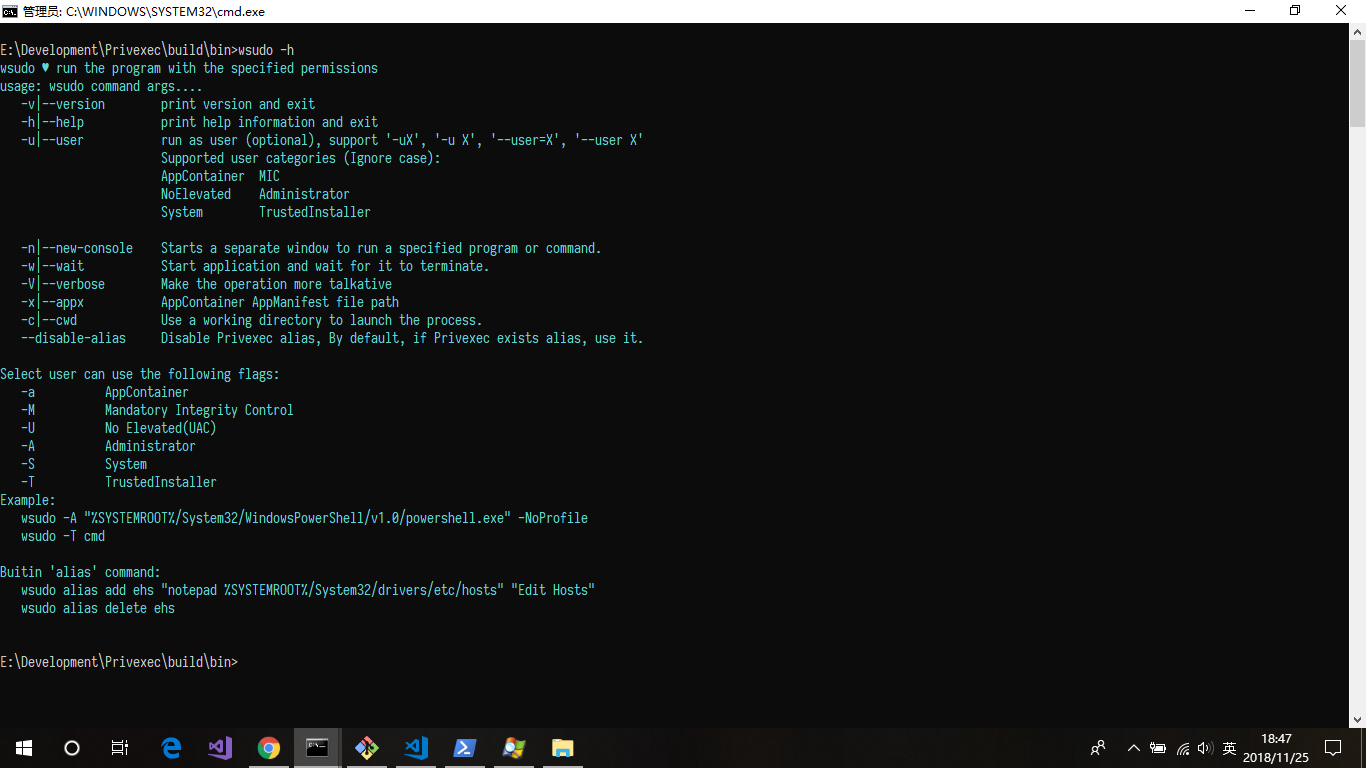 管理员: C:\WINDOWS\SYSTEM32\cmd.exe
E:\Development\Privexec\build\bin>wsudo -h
wsudo ♥ run the program with the specified permissions
usage: wsudo command args....
   -v|--version        print version and exit
   -h|--help           print help information and exit
   -u|--user           run as user (optional), support '-uX', '-u X', '--user=X', '--user X'
                       Supported user categories (Ignore case):
                       AppContainer  MIC
                       NoElevated    Administrator
                       System        TrustedInstaller
   -n|--new-console    Starts a separate window to run a specified program or command.
   -w|--wait           Start application and wait for it to terminate.
   -V|--verbose        Make the operation more talkative
   -x|--appx           AppContainer AppManifest file path
   -c|--cwd            Use a working directory to launch the process.
   --disable-alias     Disable Privexec alias, By default, if Privexec exists alias, use it.
Select user can use the following flags:
   -a          AppContainer
   -M          Mandatory Integrity Control
   -U          No Elevated(UAC)
   -A          Administrator
   -S          System
   -T          TrustedInstaller
Example:
   wsudo -A "%SYSTEMROOT%/System32/WindowsPowerShell/v1.0/powershell.exe" -NoProfile
   wsudo -T cmd
Buitin 'alias' command:
   wsudo alias add ehs "notepad %SYSTEMROOT%/System32/drivers/etc/hosts" "Edit Hosts"
   wsudo alias delete ehs
E:\Development\Privexec\build\bin>
英
18:47
2018/11/25